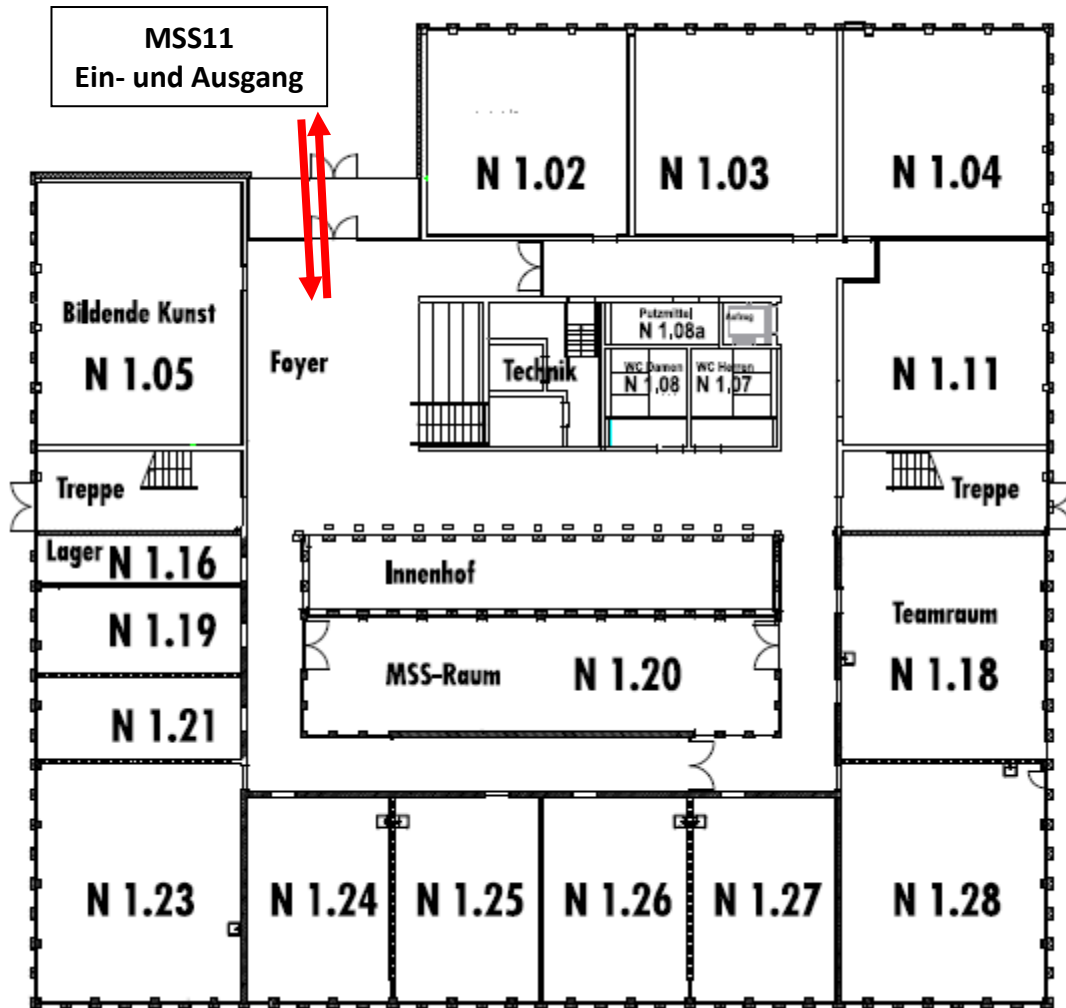 MSS11
Ein- und Ausgang
N 1.02
N 1.03
N 1.04
Bildende Kunst
N 1.05
Foyer
Technik
Putzmittel
N 1,08a
Aufzug
WC Damen
N 1,08
WC Herren
N 1,07
N 1.11
Treppe
Treppe
Lager N 1.16
Innenhof
N 1.19
Teamraum
N 1.18
MSS-Raum N 1.20
N 1.21
N 1.23
N 1.24
N 1.25
N 1.26
N 1.27
N 1.28